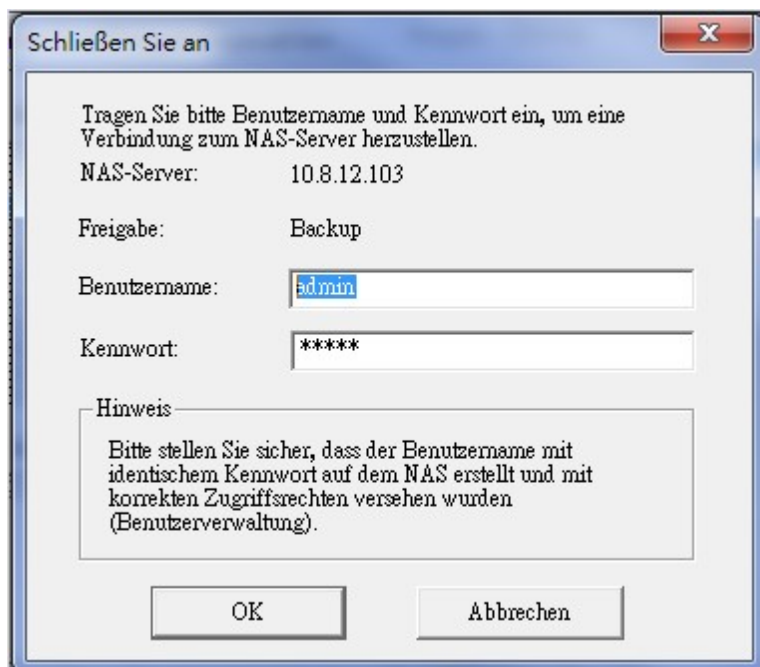 Schließen Sie an
Tragen Sie bitte Benutzername und Kennwort ein, um eine
Verbindung zum NAS-Server herzustellen.
NAS-Server: 10.8.12.103
Freigabe: Backup
Benutzername: admin
Kennwort: *****
Hinweis
Bitte stellen Sie sicher, dass der Benutzername mit
identischem Kennwort auf dem NAS erstellt und mit
korrekten Zugriffsrechten versehen wurden
(Benutzerverwaltung).
OK Abbrechen